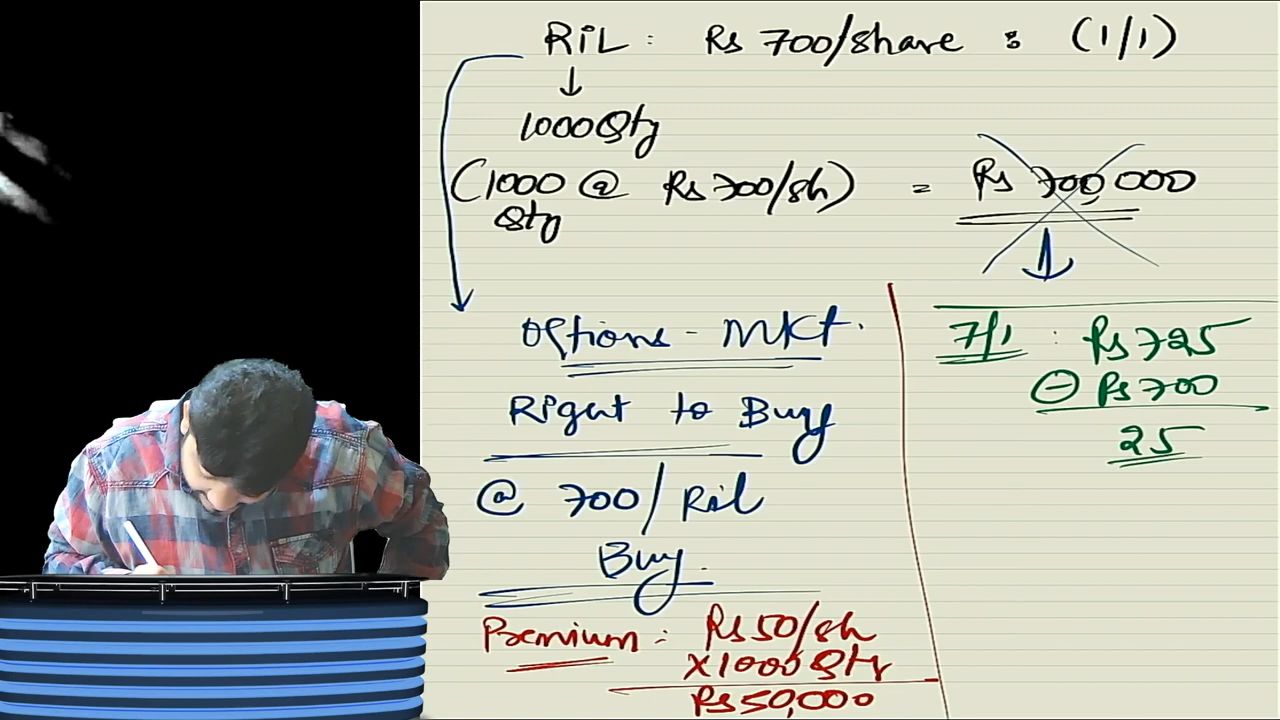 RIL : Rs 700/share : (1/1)
↓
1000 Qty
(1000 @ Rs 700/sh) = Rs 700,000
Qty
↓
Options - Mkt.
Right to Buy
@ 700/Ril
Buy.
Premium : Rs 50/sh
X 1000 Qty
Rs 50,000
7/1 : Rs 725
⊖ Rs 700
25